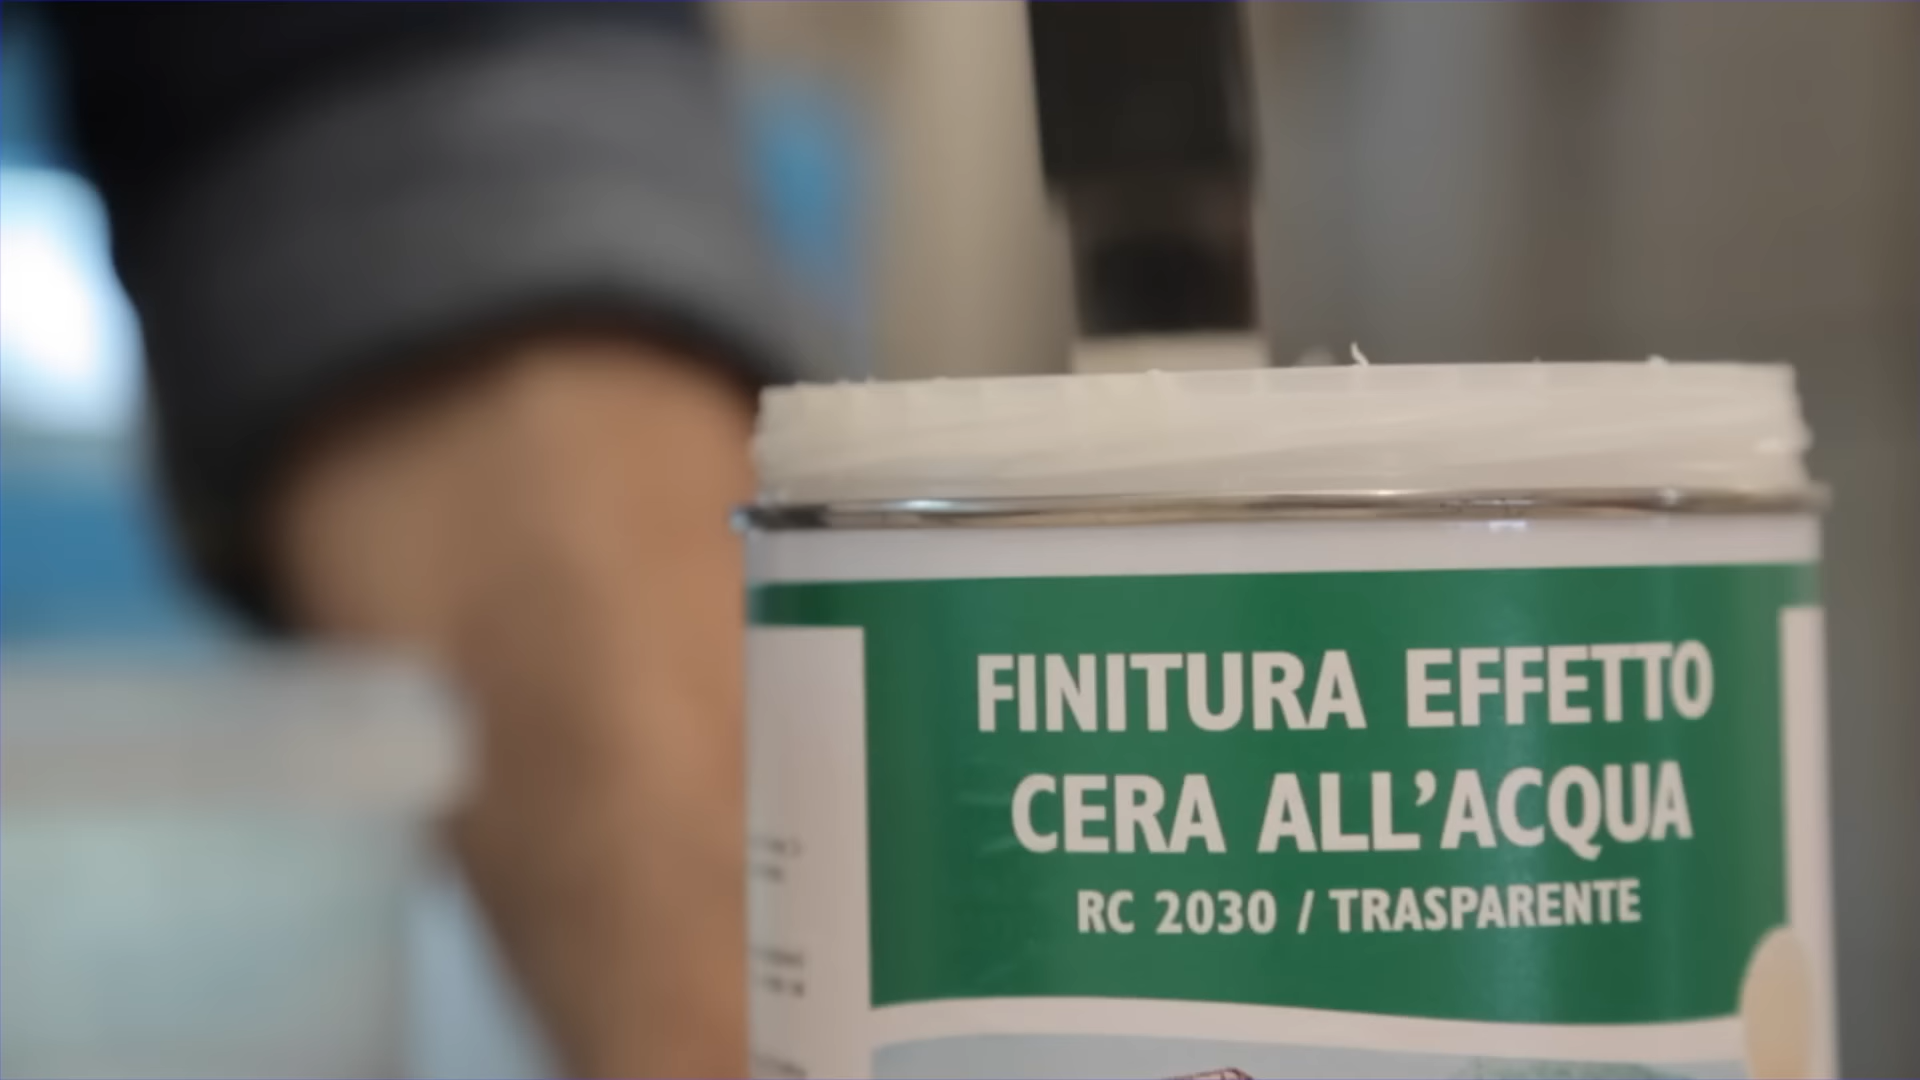 FINITURA EFFETTO
CERA ALL’ACQUA
RC 2030 / TRASPARENTE